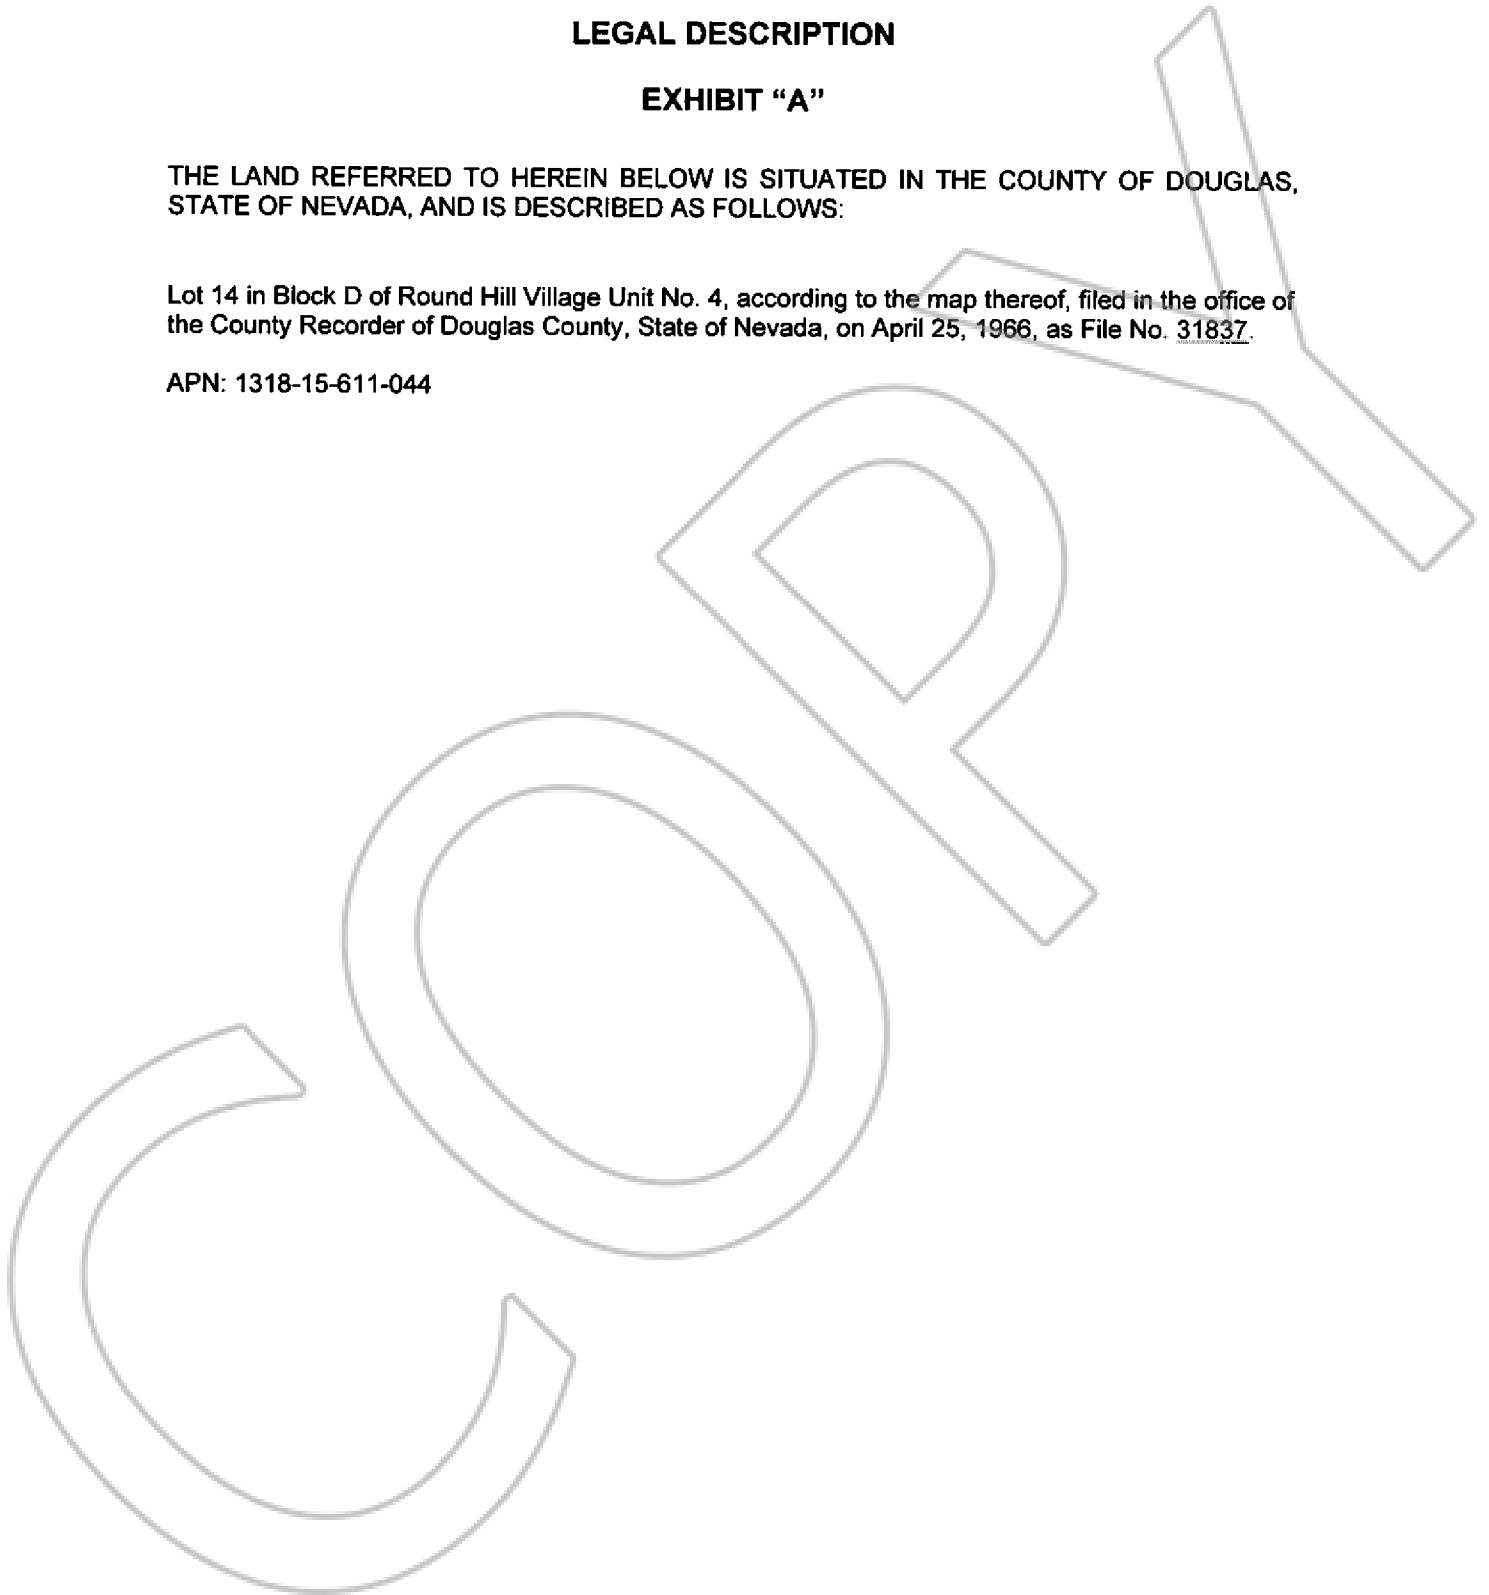 LEGAL DESCRIPTION
EXHIBIT “A”
THE LAND REFERRED TO HEREIN BELOW IS SITUATED IN THE COUNTY OF DOUGLAS,
STATE OF NEVADA, AND IS DESCRIBED AS FOLLOWS:
Lot 14 in Block D of Round Hill Village Unit No. 4, according to the map thereof, filed in the office of
the County Recorder of Douglas County, State of Nevada, on April 25, 1966, as File No. 31837.
APN: 1318-15-611-044
COPY